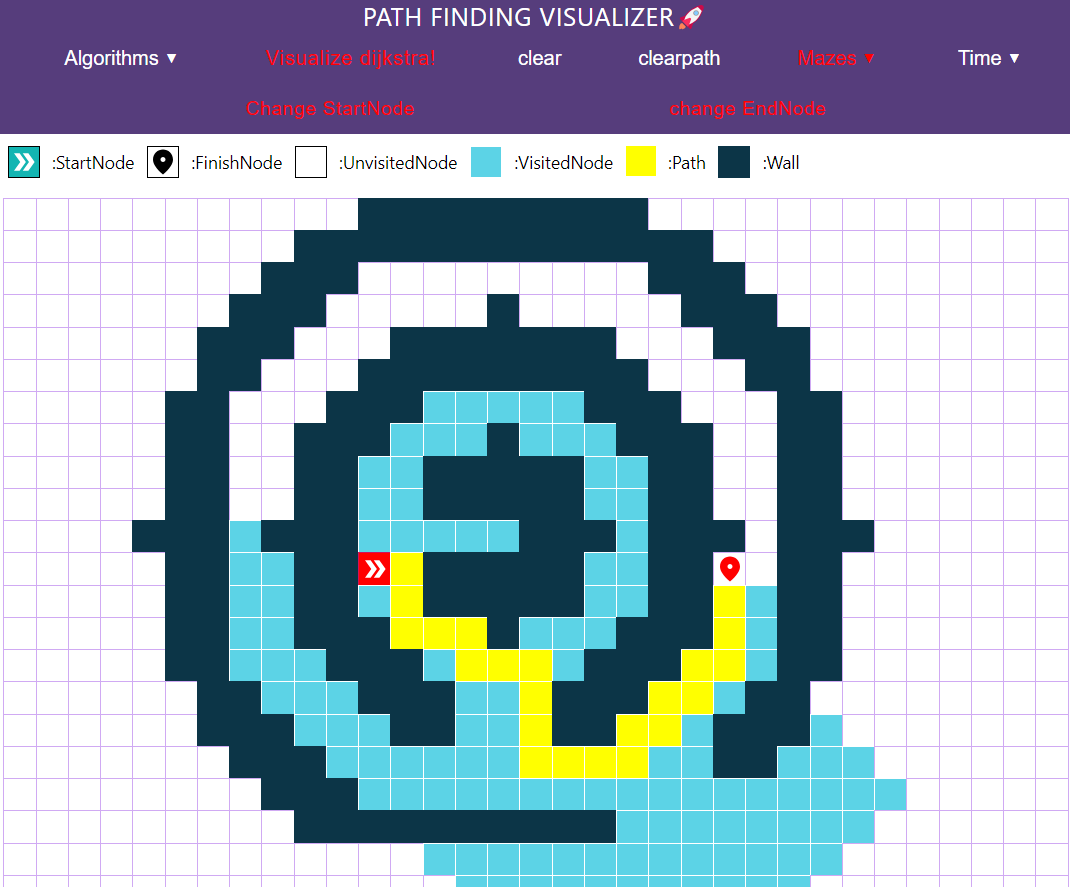 PATH FINDING VISUALIZER🚀
Algorithms ▼ Visualize dijkstra! clear clearpath Mazes ▼ Time ▼
Change StartNode change EndNode
:StartNode :FinishNode :UnvisitedNode :VisitedNode :Path :Wall